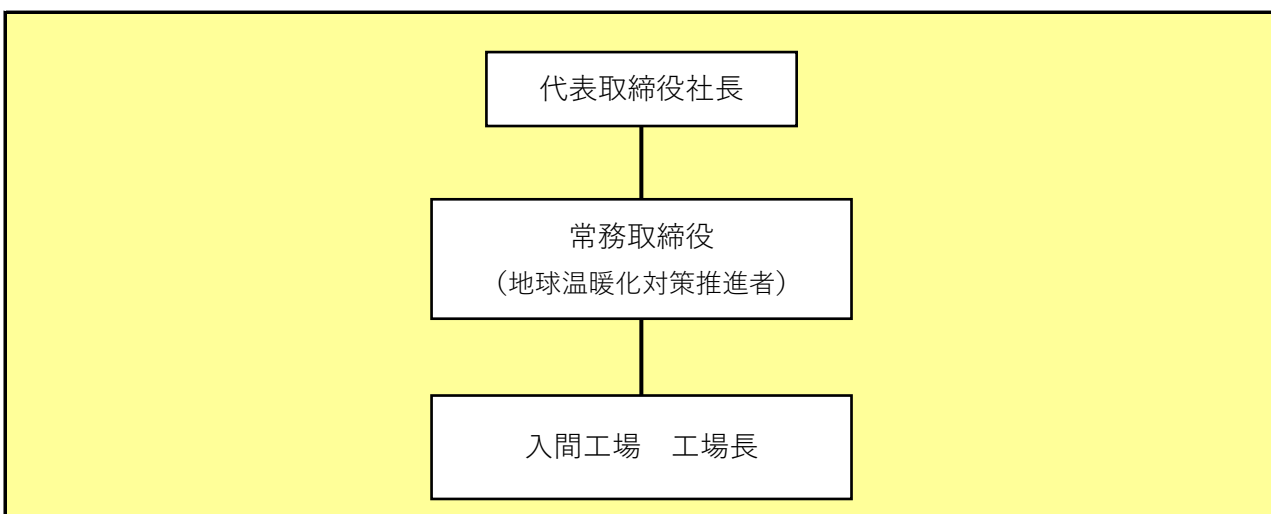 代表取締役社長
常務取締役
（地球温暖化対策推進者）
入間工場　工場長